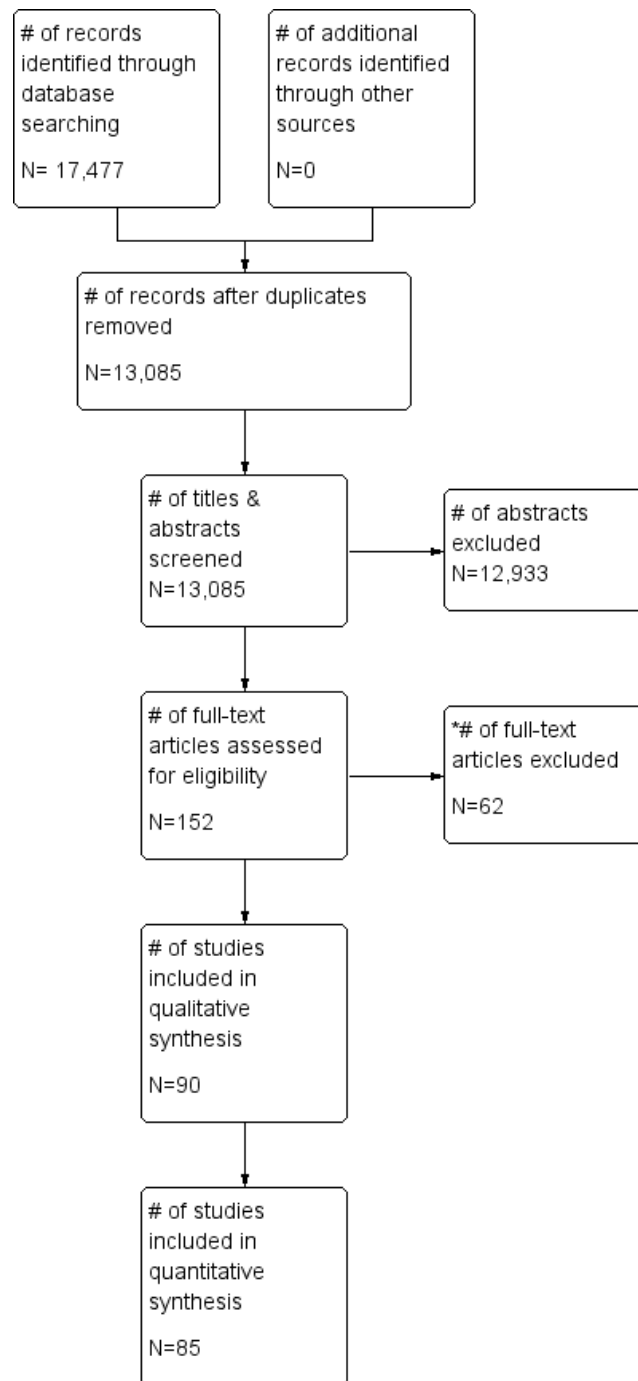 # of records
identified through
database
searching
N= 17,477
# of additional
records identified
through other
sources
N=0
# of records after duplicates
removed
N=13,085
# of titles &
abstracts
screened
N=13,085
# of abstracts
excluded
N=12,933
# of full-text
articles assessed
for eligibility
N=152
*# of full-text
articles excluded
N=62
# of studies
included in
qualitative
synthesis
N=90
# of studies
included in
quantitative
synthesis
N=85